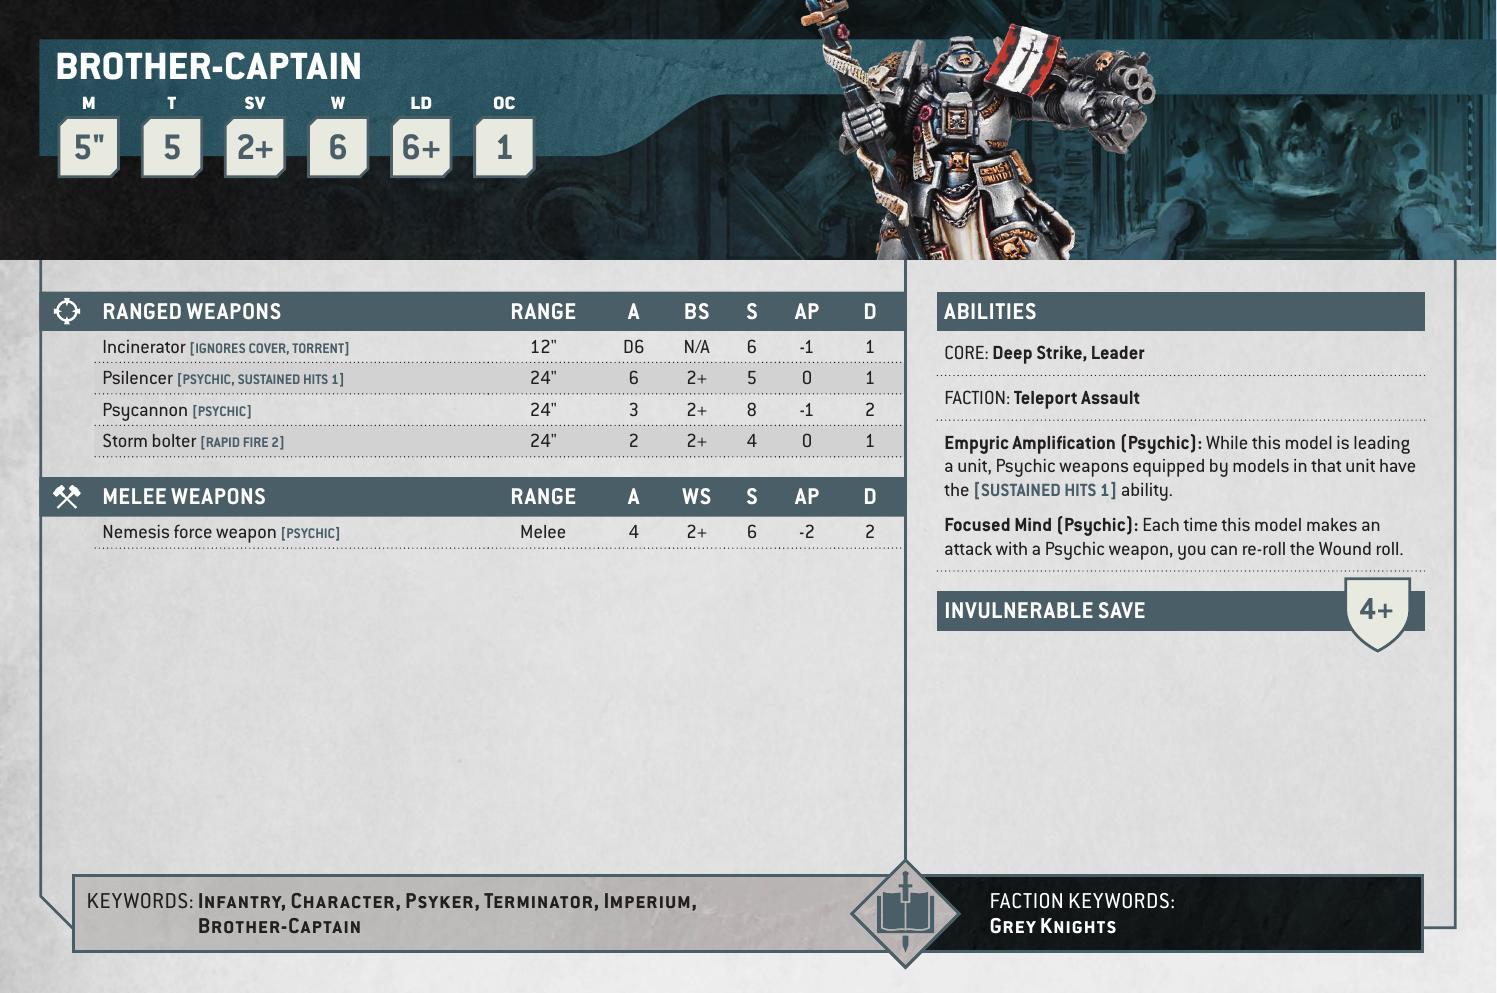 BROTHER-CAPTAIN
M T SV W LD OC
5" 5 2+ 6 6+ 1
RANGED WEAPONS RANGE A BS S AP D
Incinerator [IGNORES COVER, TORRENT] 12" D6 N/A 6 -1 1
Psilencer [PSYCHIC, SUSTAINED HITS 1] 24" 6 2+ 5 0 1
Psycannon [PSYCHIC] 24" 3 2+ 8 -1 2
Storm bolter [RAPID FIRE 2] 24" 2 2+ 4 0 1
MELEE WEAPONS RANGE A WS S AP D
Nemesis force weapon [PSYCHIC] Melee 4 2+ 6 -2 2
ABILITIES
CORE: Deep Strike, Leader
FACTION: Teleport Assault
Empyric Amplification (Psychic): While this model is leading
a unit, Psychic weapons equipped by models in that unit have
the [SUSTAINED HITS 1] ability.
Focused Mind (Psychic): Each time this model makes an
attack with a Psychic weapon, you can re-roll the Wound roll.
INVULNERABLE SAVE 4+
KEYWORDS: INFANTRY, CHARACTER, PSYKER, TERMINATOR, IMPERIUM,
BROTHER-CAPTAIN
FACTION KEYWORDS:
GREY KNIGHTS